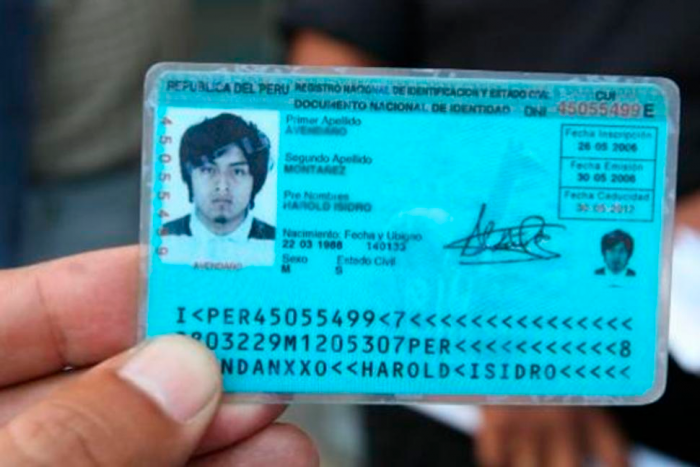 REPUBLICA DEL PERU REGISTRO NACIONAL DE IDENTIFICACION Y ESTADO CIVIL CUI
DOCUMENTO NACIONAL DE IDENTIDAD DNI 45055499 E
45055499
Primer Apellido
AVENDAÑO
Segundo Apellido
MONTAÑEZ
Pre Nombres
HAROLD ISIDRO
Nacimiento: Fecha y Ubigeo
22 03 1988 140133
Sexo Estado Civil
M S
Fecha Inscripción
26 05 2006
Fecha Emisión
30 05 2006
Fecha Caducidad
30 05 2012
AVENDAÑO
I<PER45055499<7<<<<<<<<<<<<<<<
803229M1205307PER<<<<<<<<<<<8
NDANXXO<<HAROLD<ISIDRO<<<<<